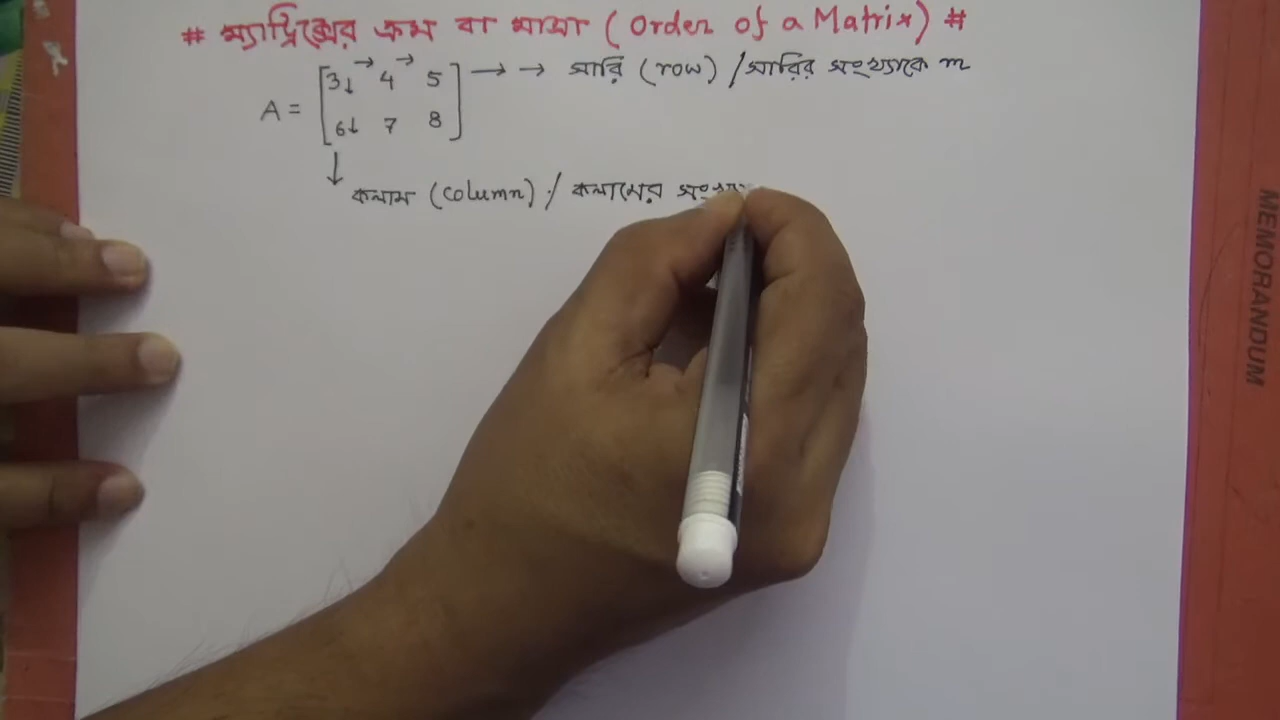 # ম্যাট্রিক্সের ক্রম বা মাত্রা (Order of a Matrix) #
A = [3↓ → 4 → 5 ] → → সারি (row) / সারির সংখ্যাকে m
6↓ 7 8
↓
কলাম (column) / কলামের সংখ্যা
MEMORANDUM